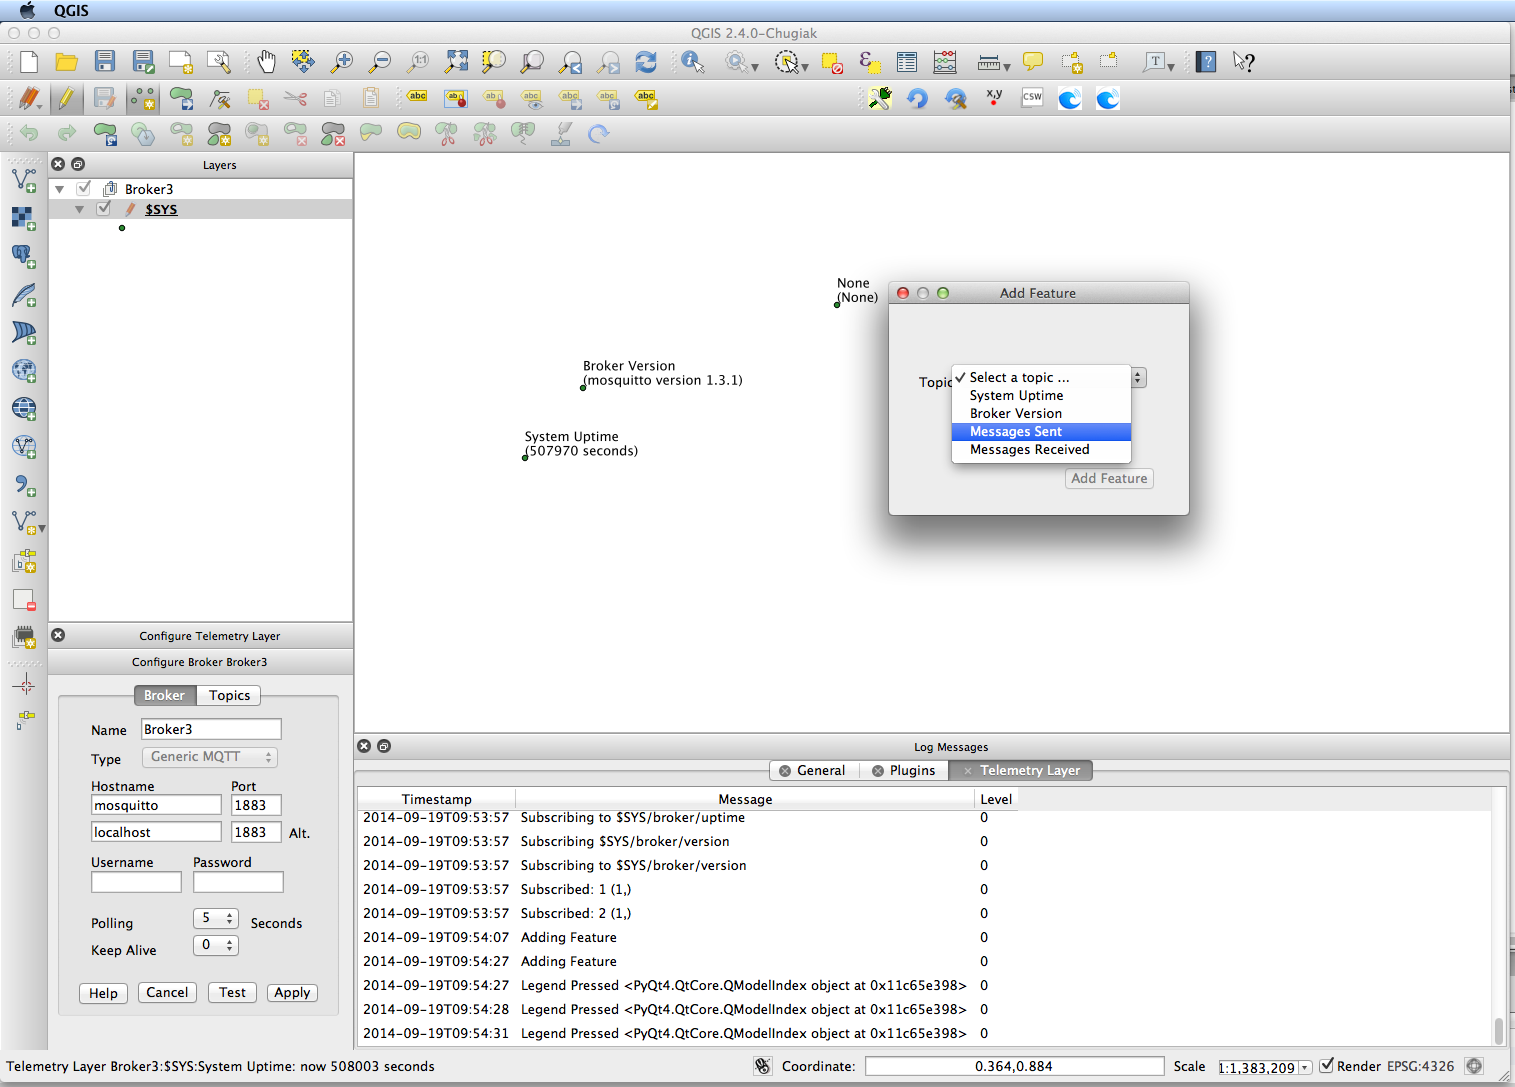 QGIS
QGIS 2.4.0-Chugiak
1:1
T
?
?
abc
ab
ab
abc
abc
abc
abc
x,y
CSW
Layers
Broker3
$SYS
None
(None)
Broker Version
(mosquitto version 1.3.1)
System Uptime
(507970 seconds)
Add Feature
Topic
✓ Select a topic ...
System Uptime
Broker Version
Messages Sent
Messages Received
Add Feature
Configure Telemetry Layer
Configure Broker Broker3
Broker Topics
Name Broker3
Type Generic MQTT
Hostname Port
mosquitto 1883
localhost 1883 Alt.
Username Password
Polling 5 Seconds
Keep Alive 0
Help Cancel Test Apply
Log Messages
General Plugins Telemetry Layer
Timestamp Message Level
2014-09-19T09:53:57 Subscribing to $SYS/broker/uptime 0
2014-09-19T09:53:57 Subscribing $SYS/broker/version 0
2014-09-19T09:53:57 Subscribing to $SYS/broker/version 0
2014-09-19T09:53:57 Subscribed: 1 (1,) 0
2014-09-19T09:53:57 Subscribed: 2 (1,) 0
2014-09-19T09:54:07 Adding Feature 0
2014-09-19T09:54:27 Adding Feature 0
2014-09-19T09:54:27 Legend Pressed <PyQt4.QtCore.QModelIndex object at 0x11c65e398> 0
2014-09-19T09:54:28 Legend Pressed <PyQt4.QtCore.QModelIndex object at 0x11c65e398> 0
2014-09-19T09:54:31 Legend Pressed <PyQt4.QtCore.QModelIndex object at 0x11c65e398> 0
Telemetry Layer Broker3:$SYS:System Uptime: now 508003 seconds
Coordinate: 0.364,0.884 Scale 1:1,383,209 Render EPSG:4326